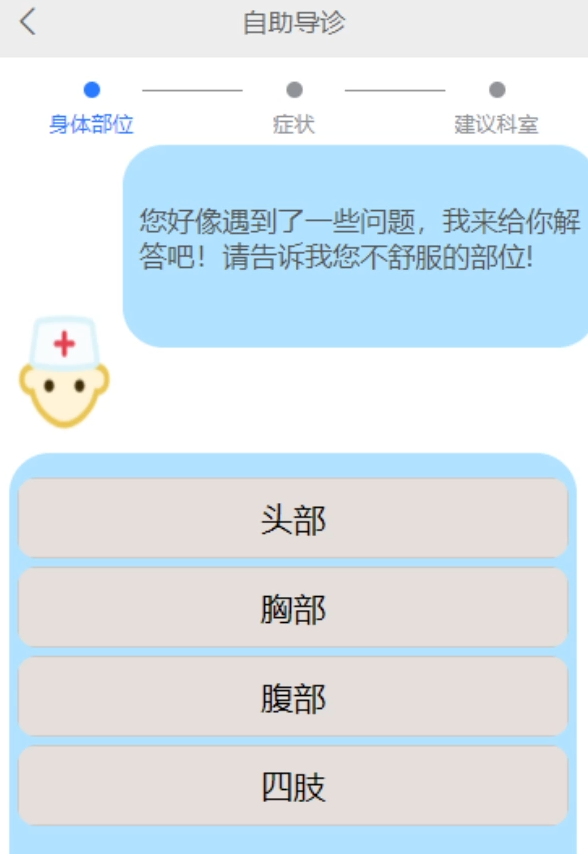 自助导诊
身体部位
症状
建议科室
您好像遇到了一些问题，我来给你解
答吧！请告诉我您不舒服的部位!
头部
胸部
腹部
四肢